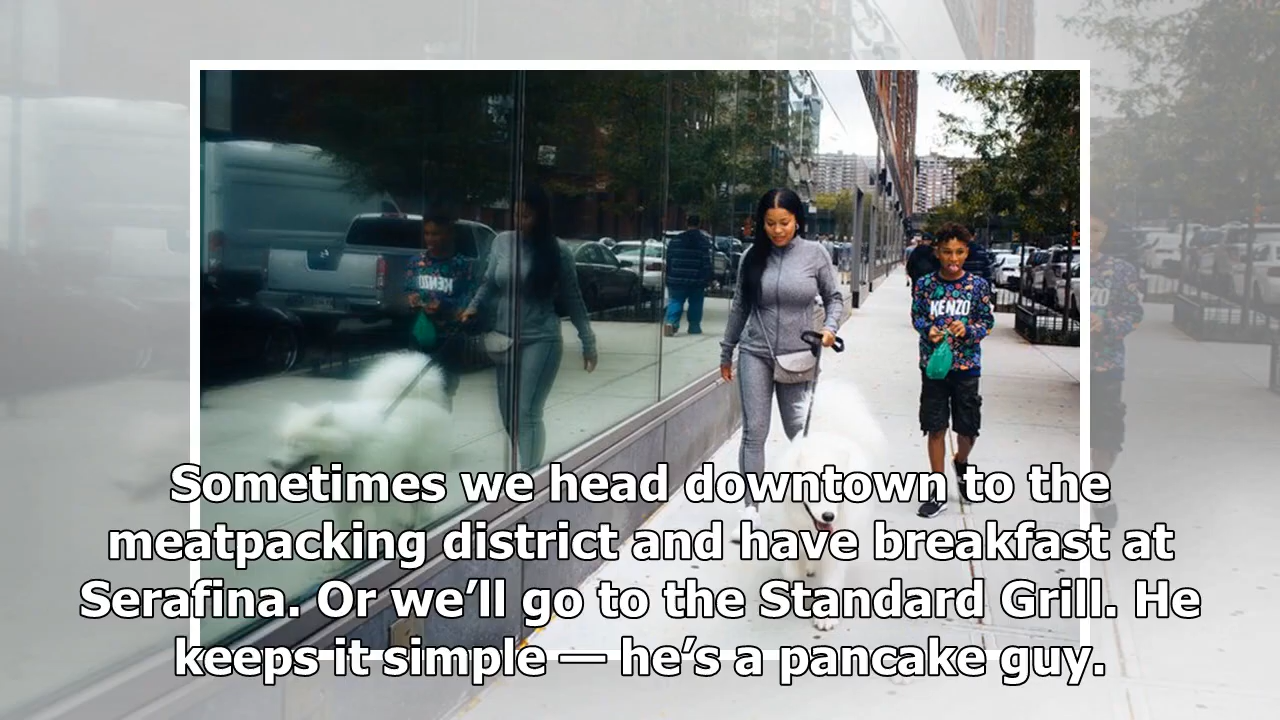 KENZO
Sometimes we head downtown to the
meatpacking district and have breakfast at
Serafina. Or we’ll go to the Standard Grill. He
keeps it simple — he’s a pancake guy.